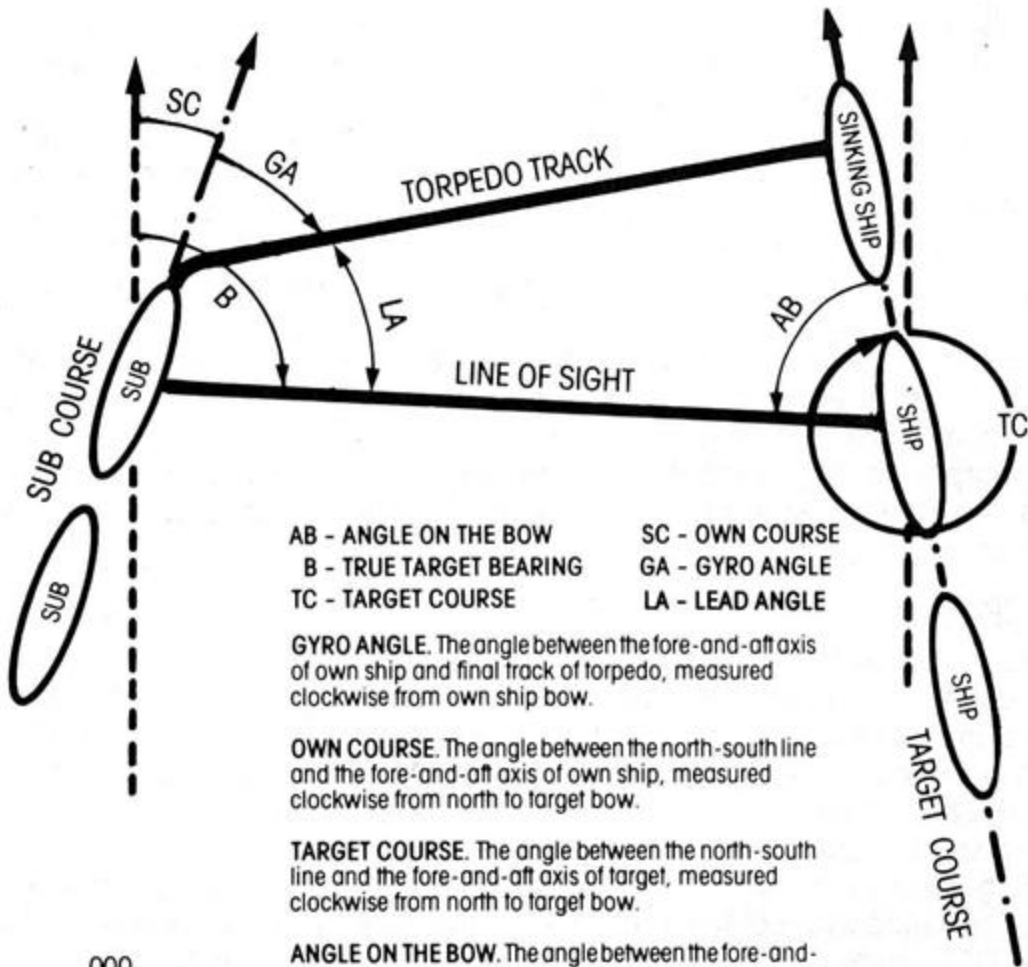 SC
GA
TORPEDO TRACK
SINKING SHIP
B
LA
AB
SUB COURSE
SUB
LINE OF SIGHT
SHIP
TC
SUB
AB - ANGLE ON THE BOW
B - TRUE TARGET BEARING
TC - TARGET COURSE
SC - OWN COURSE
GA - GYRO ANGLE
LA - LEAD ANGLE
GYRO ANGLE. The angle between the fore-and-aft axis
of own ship and final track of torpedo, measured
clockwise from own ship bow.
SHIP
OWN COURSE. The angle between the north-south line
and the fore-and-aft axis of own ship, measured
clockwise from north to target bow.
TARGET COURSE
TARGET COURSE. The angle between the north-south
line and the fore-and-aft axis of target, measured
clockwise from north to target bow.
ANGLE ON THE BOW. The angle between the fore-and-